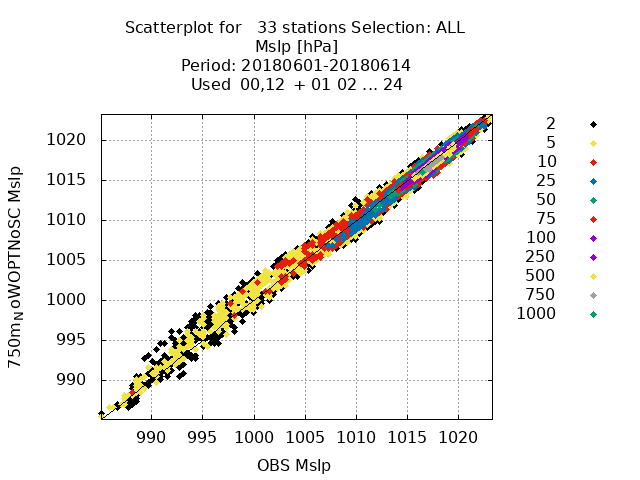 Scatterplot for   33 stations Selection: ALL
Mslp [hPa]
Period: 20180601-20180614
Used  00,12  + 01 02 ... 24
750m_NoWOPTNoSC Mslp
1020
1015
1010
1005
1000
995
990
990 995 1000 1005 1010 1015 1020
OBS Mslp
2
5
10
25
50
75
100
250
500
750
1000